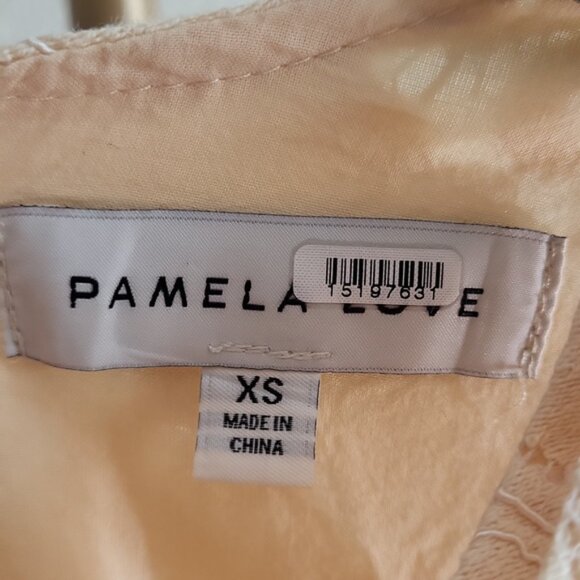 PAMELA LOVE
15197631
XS
MADE IN
CHINA